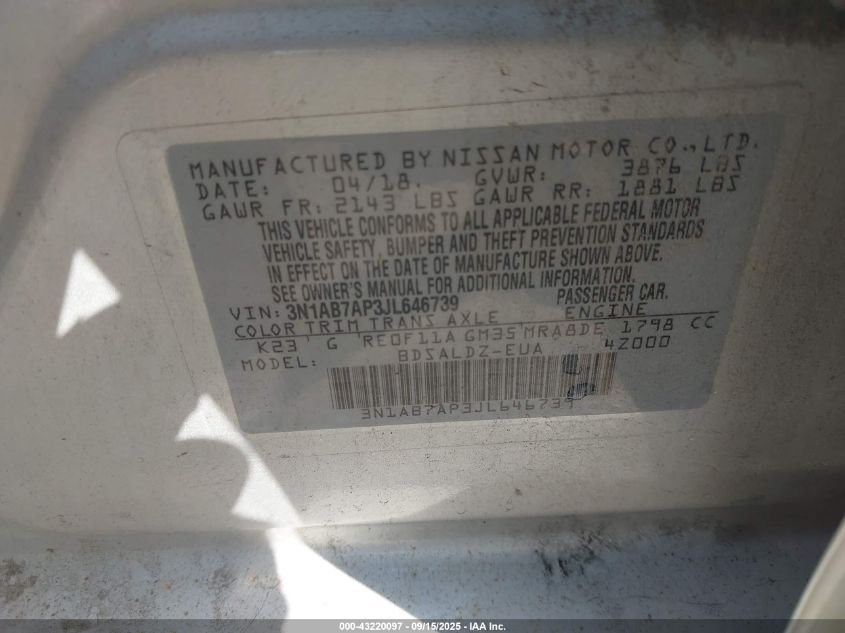 MANUFACTURED BY NISSAN MOTOR CO., LTD.
DATE: 04/18. GVWR: 3876 LBS
GAWR FR: 2143 LBS GAWR RR: 1881 LBS
THIS VEHICLE CONFORMS TO ALL APPLICABLE FEDERAL MOTOR
VEHICLE SAFETY, BUMPER AND THEFT PREVENTION STANDARDS
IN EFFECT ON THE DATE OF MANUFACTURE SHOWN ABOVE.
SEE OWNER'S MANUAL FOR ADDITIONAL INFORMATION.
VIN: 3N1AB7AP3JL646739 PASSENGER CAR.
COLOR TRIM TRANS AXLE ENGINE
K23 G RE0F11A GM35 MRA8DE 1798 CC
MODEL: BDSALDZ-EUA 4Z000
3N1AB7AP3JL646739
000-43220097 - 09/15/2025 - IAA Inc.